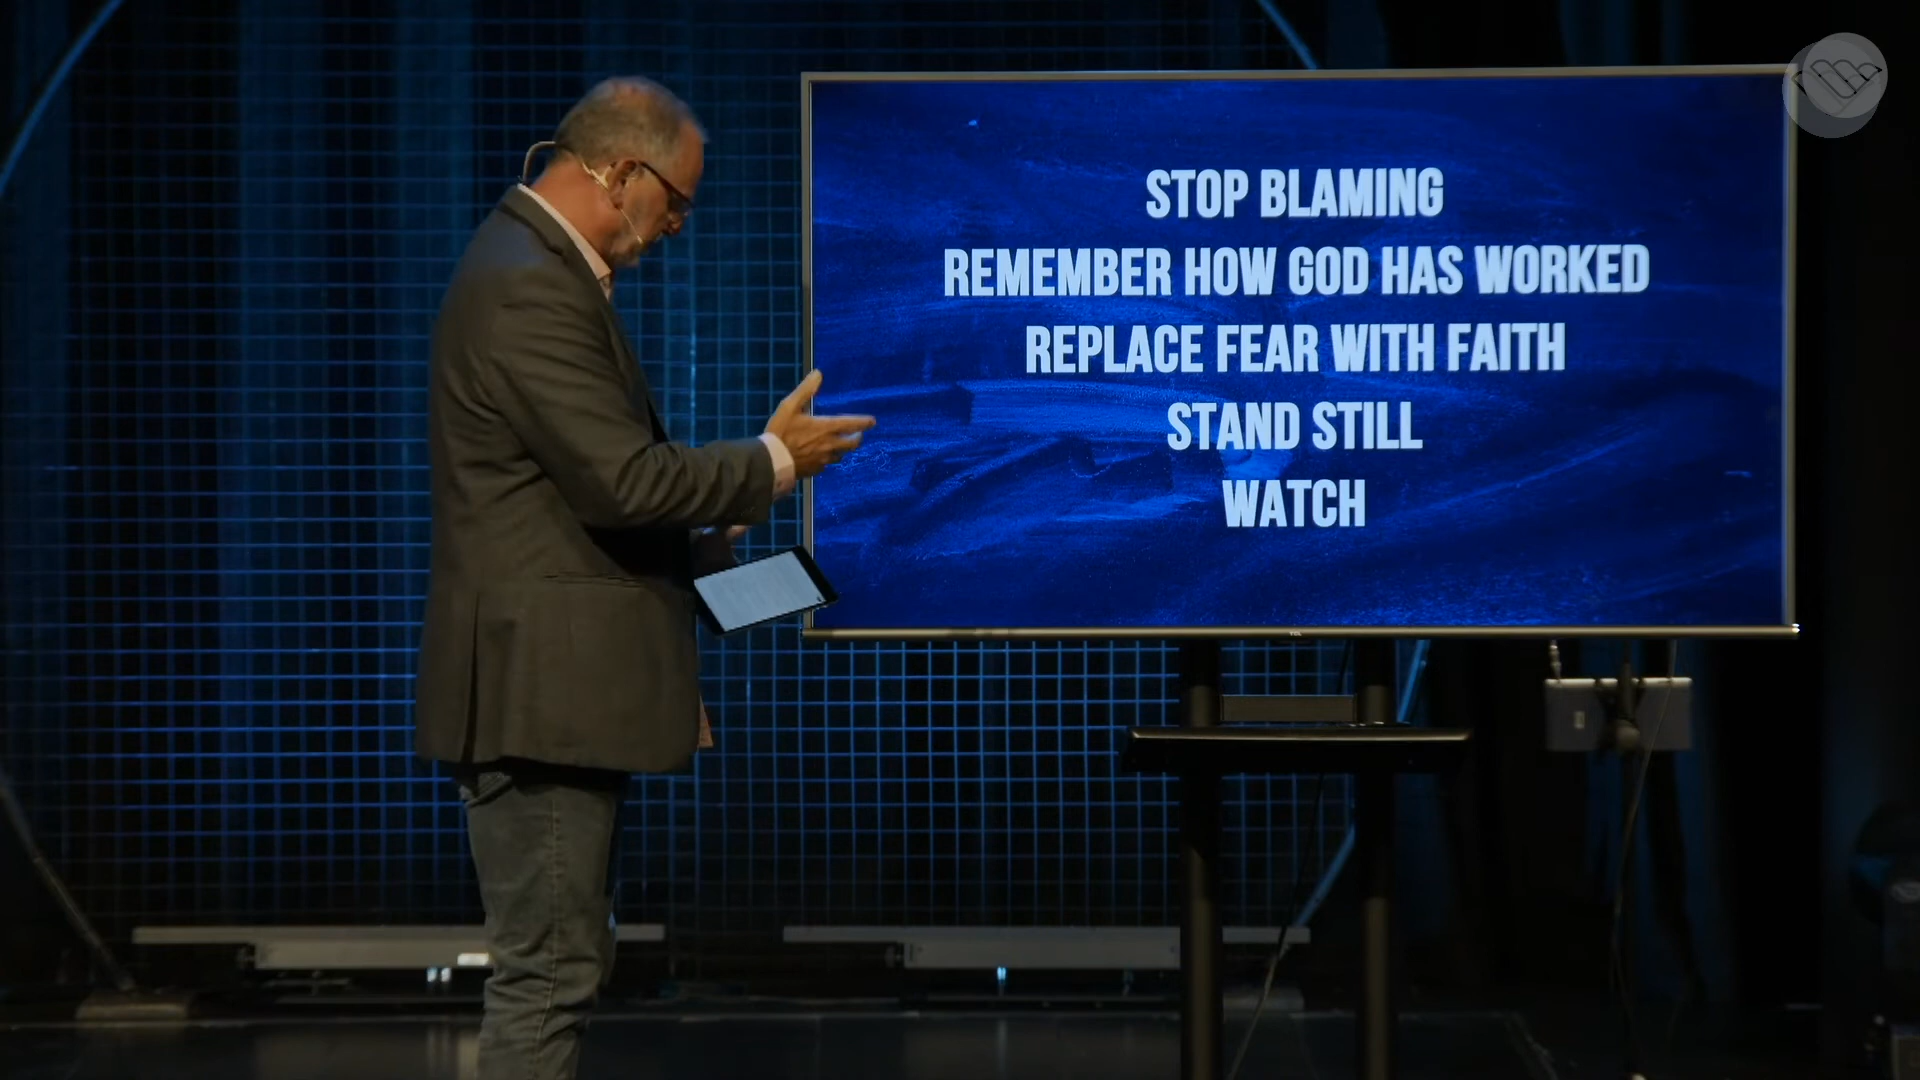 STOP BLAMING
REMEMBER HOW GOD HAS WORKED
REPLACE FEAR WITH FAITH
STAND STILL
WATCH